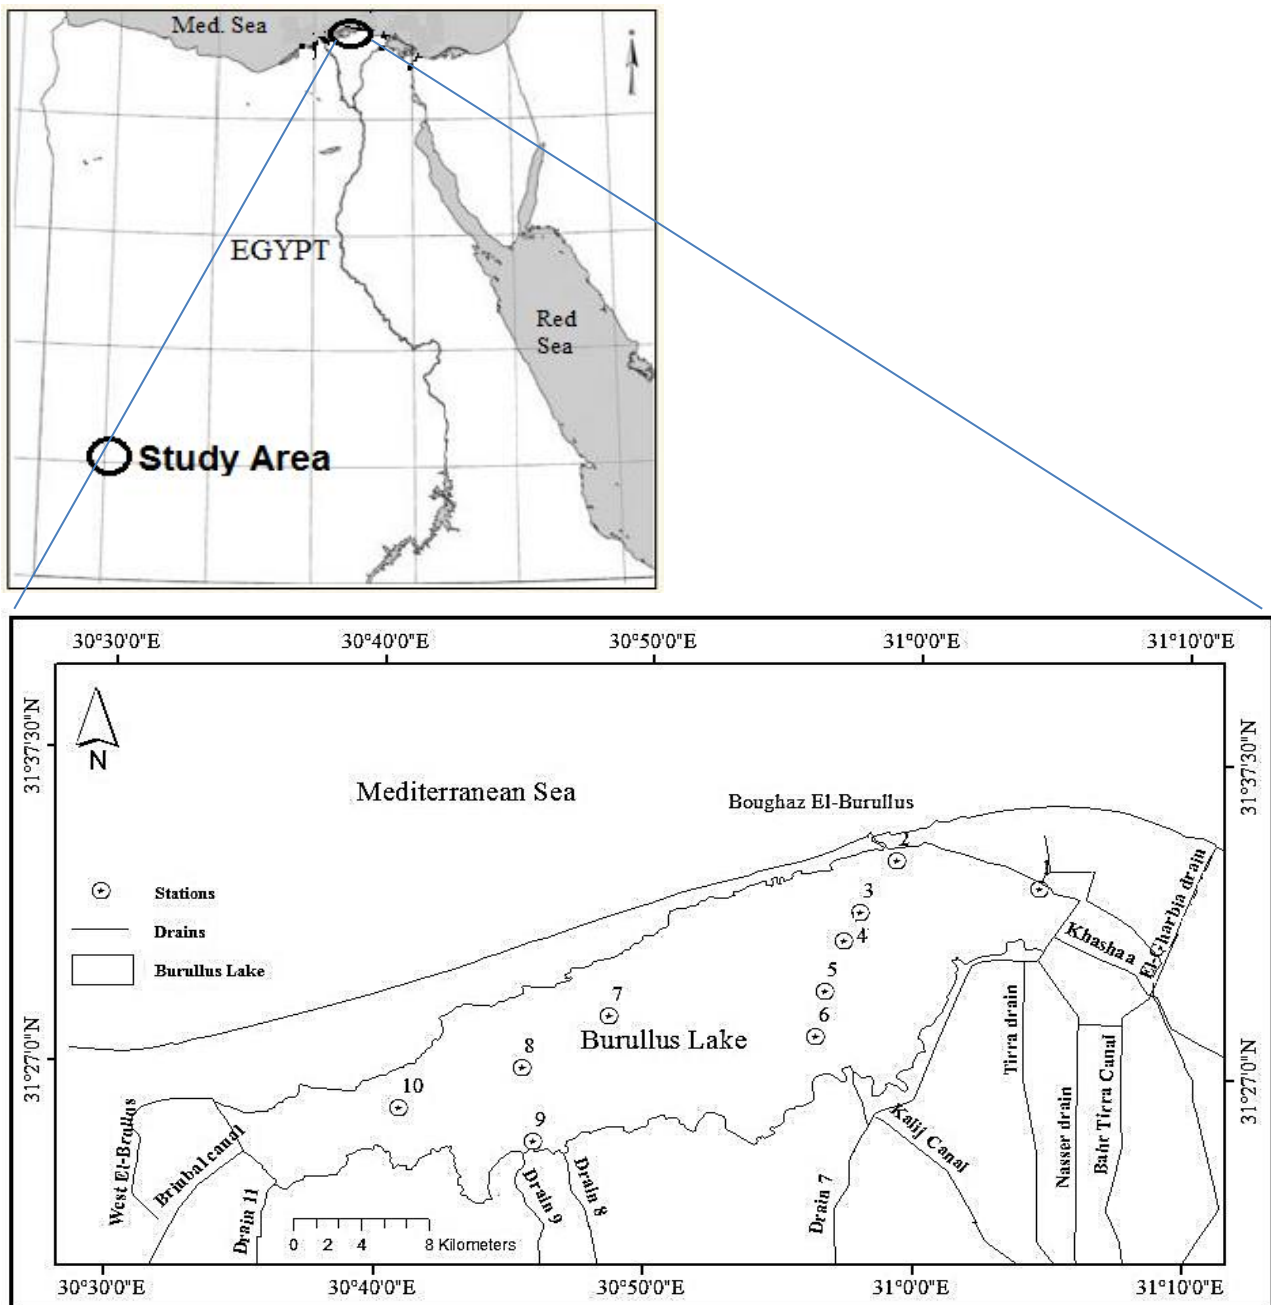 Med. Sea
EGYPT
Red
Sea
Study Area
30°30'0"E
30°40'0"E
30°50'0"E
31°0'0"E
31°10'0"E
31°37'30"N
31°37'30"N
N
Mediterranean Sea
Boughaz El-Burullus
2
1
3
4
5
6
7
8
9
10
Stations
Drains
Burullus Lake
Burullus Lake
Khashaa
El-Gharbia drain
31°27'0"N
31°27'0"N
West El-Brallus
Brinbal canal
Drain 11
Drain 9
Drain 8
Drain 7
Kalij Canal
Tirra drain
Nasser drain
Bahr Tirra Canal
0 2 4 8 Kilometers
30°30'0"E
30°40'0"E
30°50'0"E
31°0'0"E
31°10'0"E